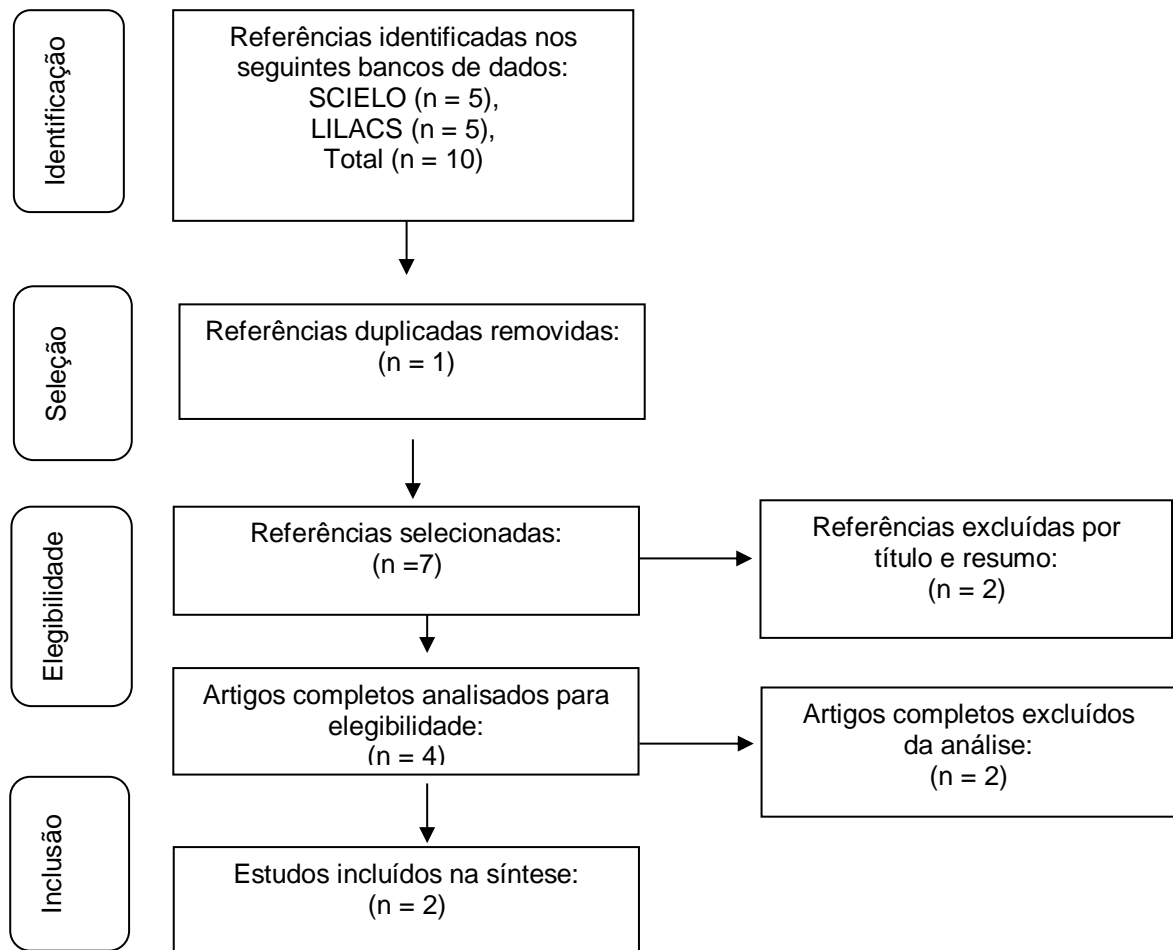 Identificação
Referências identificadas nos
seguintes bancos de dados:
SCIELO (n = 5),
LILACS (n = 5),
Total (n = 10)
Seleção
Referências duplicadas removidas:
(n = 1)
Elegibilidade
Referências selecionadas:
(n =7)
Referências excluídas por
título e resumo:
(n = 2)
Artigos completos analisados para
elegibilidade:
(n = 4)
Artigos completos excluídos
da análise:
(n = 2)
Inclusão
Estudos incluídos na síntese:
(n = 2)